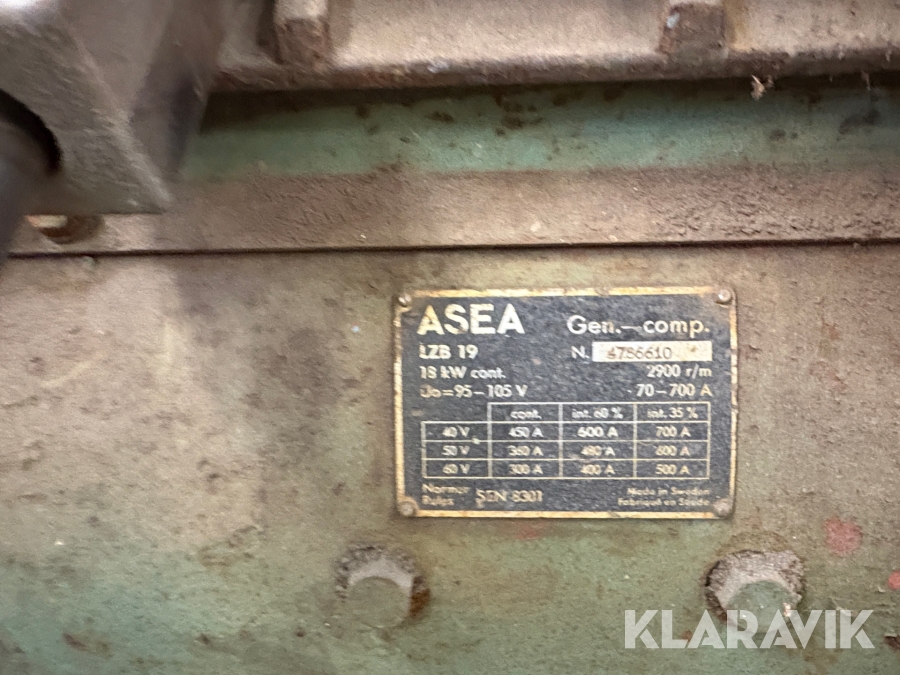 ASEA Gen.-comp.
LZB 19 N. 4786610
18 kW cont. 2900 r/m
Uo=95-105 V 70-700 A
cont. int. 60 % int. 35 %
40 V 450 A 600 A 700 A
50 V 360 A 480 A 600 A
60 V 300 A 400 A 500 A
Normer
Rules SEN 8301
Made in Sweden
Fabriqué en Suède
KLARAVIK